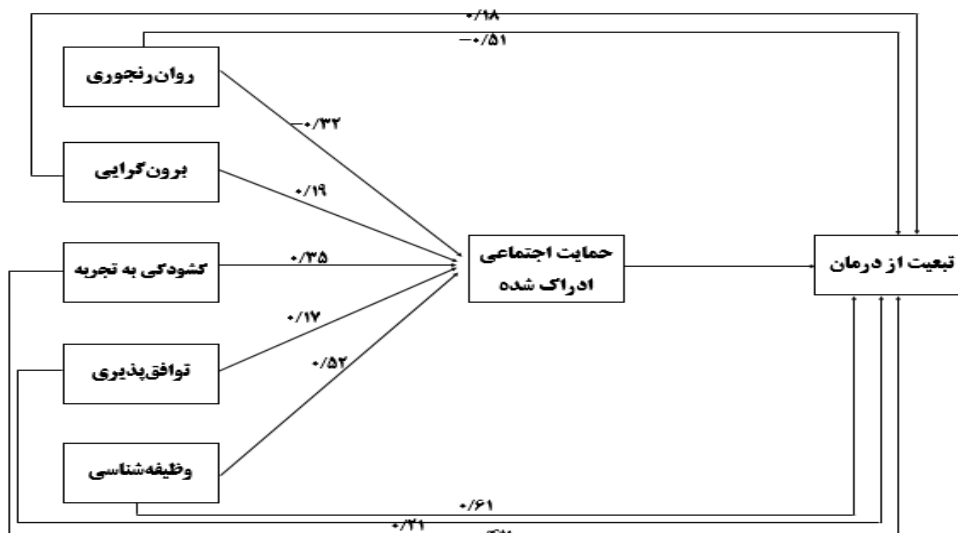 ۰/۱۸
−۰/۵۱
روان‌رنجوری
−۰/۳۲
برون‌گرایی
۰/۱۹
کشودکی به تجربه
۰/۳۵
حمایت اجتماعی
ادراک شده
تبعیت از درمان
توافق‌پذیری
۰/۱۷
وظیفه‌شناسی
۰/۵۲
۰/۶۱
۰/۲۱